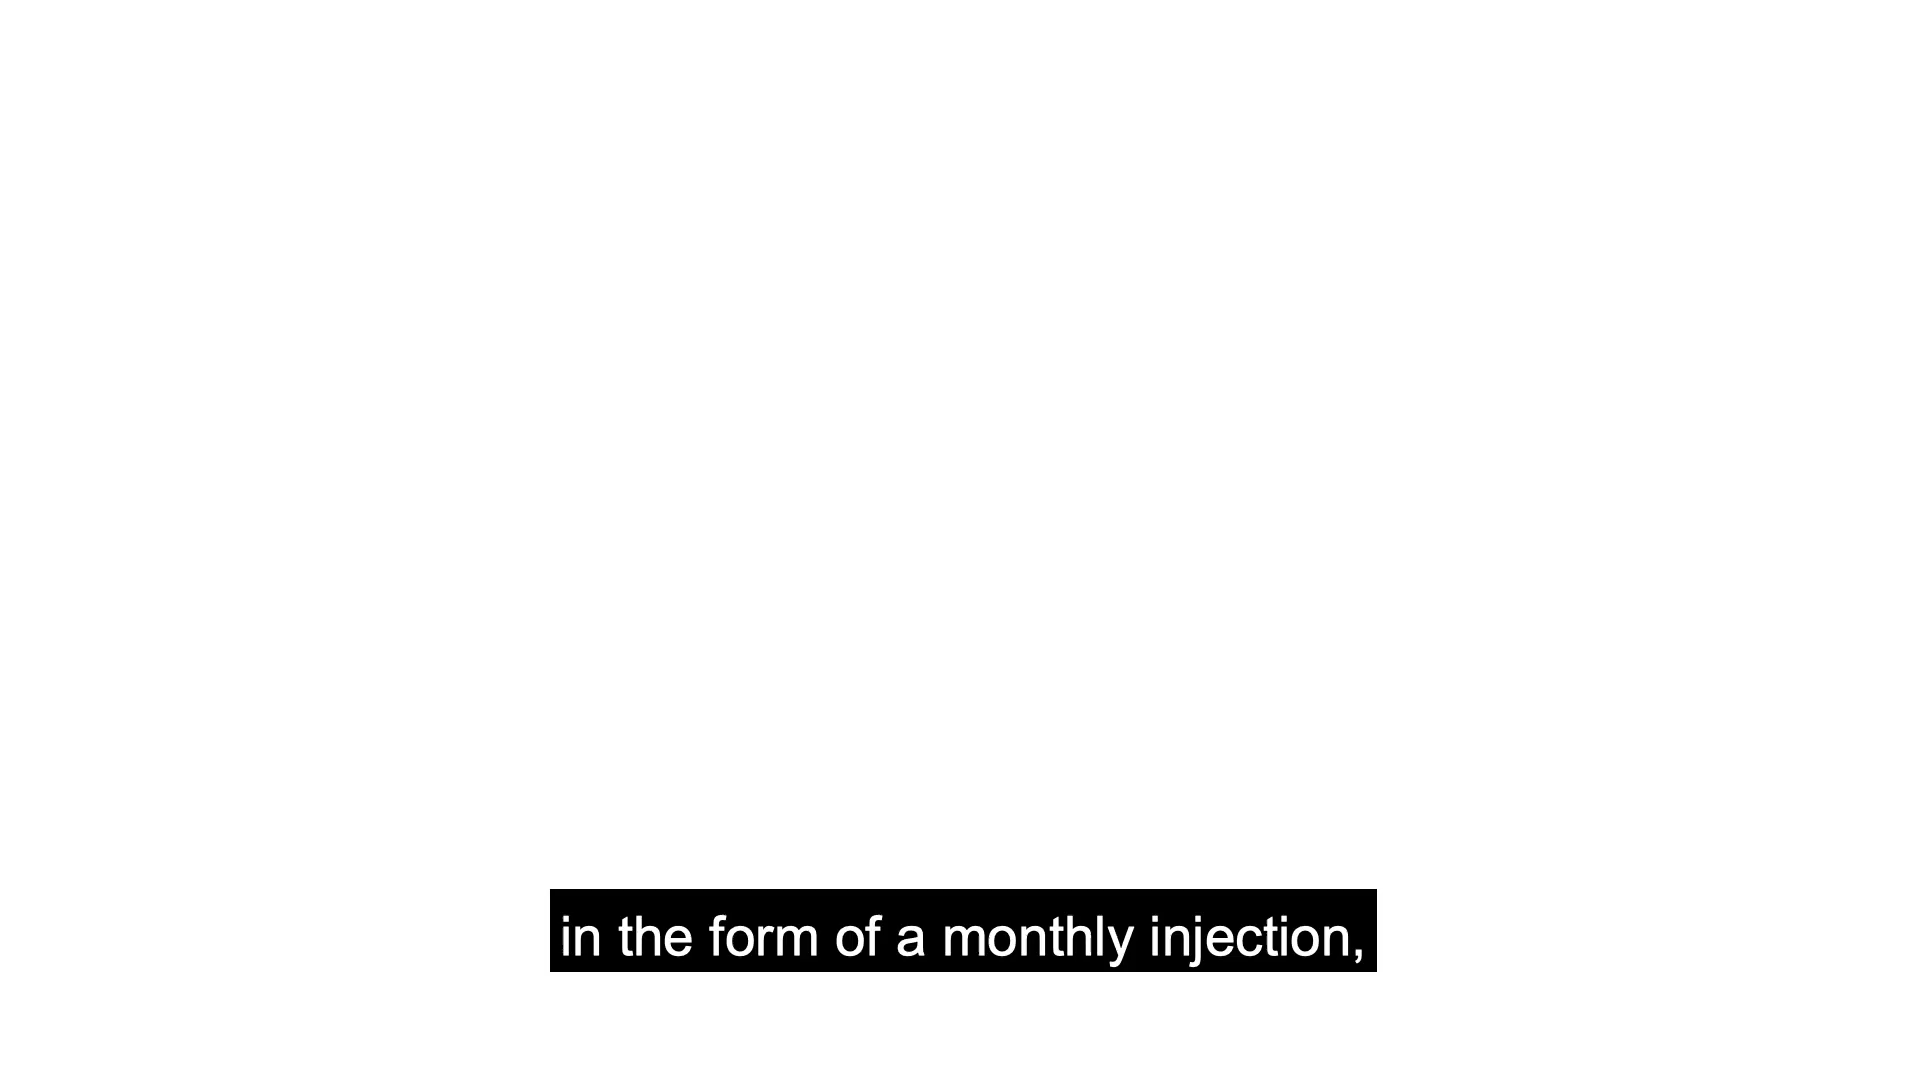 in the form of a monthly injection,